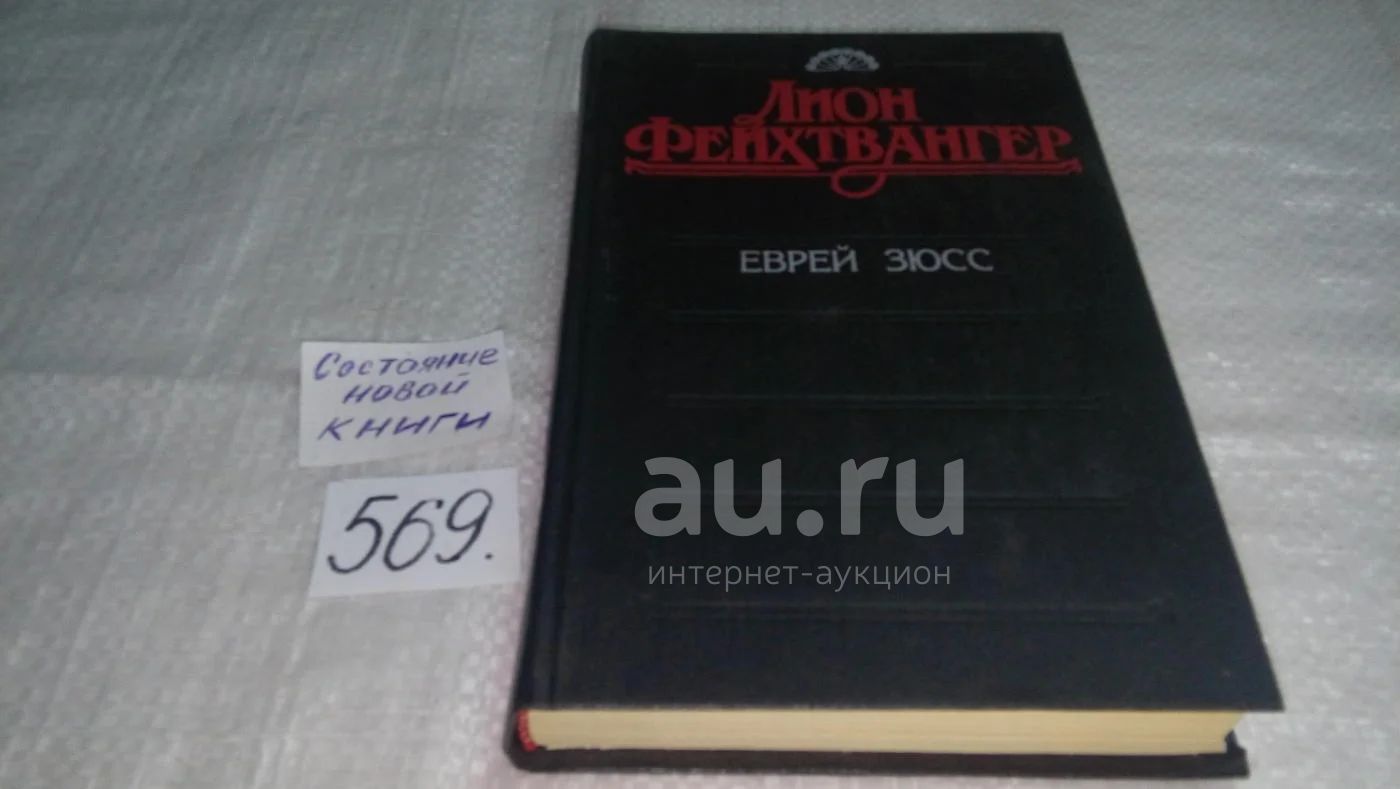 Лион
Фейхтвангер
ЕВРЕЙ ЗЮСС
Состояние
новой
книги
569.
au.ru
интернет-аукцион